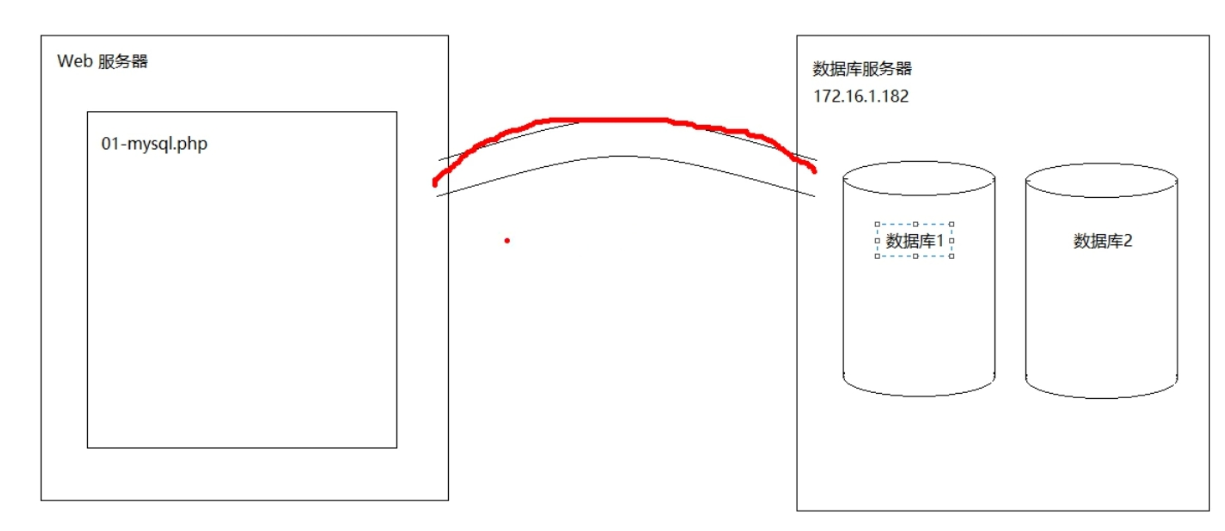 Web 服务器
01-mysql.php
数据库服务器
172.16.1.182
数据库1
数据库2